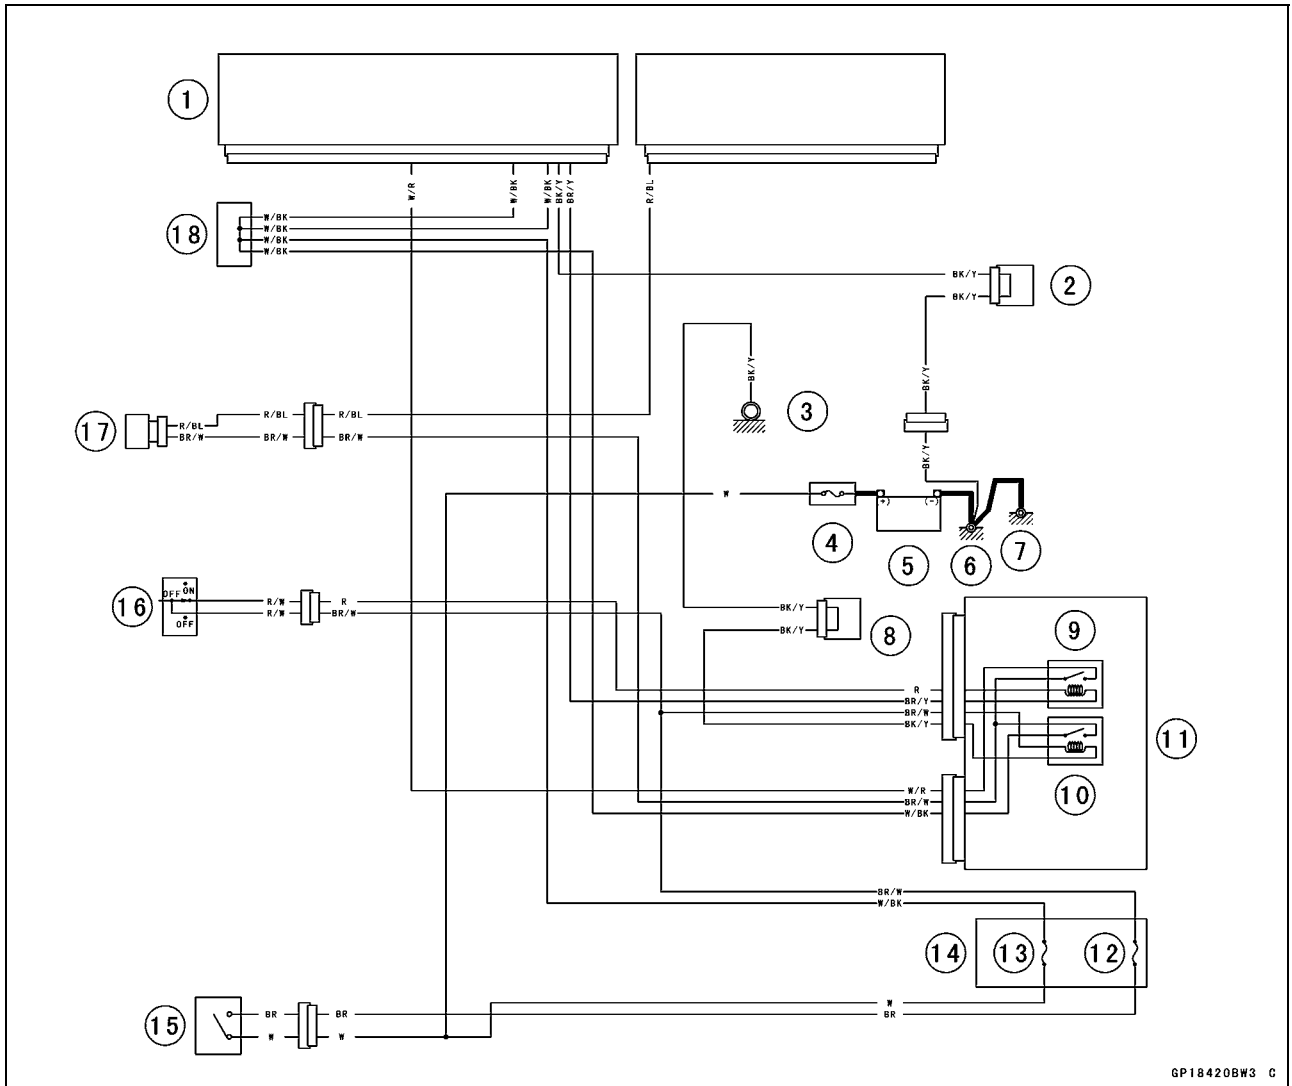 1
W/R
W/BK
W/BK
BK/Y
BR/Y
R/BL
18
W/BK
W/BK
W/BK
W/BK
BK/Y
2
BK/Y
BK/Y
BK/Y
3
17
R/BL
BR/W
R/BL
BR/W
R/BL
BR/W
BK/Y
W
(+)
(-)
4
5
6
7
16
OFF
ON
OFF
R/W
R/W
R
BR/W
BK/Y
BK/Y
8
9
R
BR/Y
BR/W
BK/Y
11
W/R
BR/W
W/BK
10
BR/W
W/BK
14
13
12
W
BR
15
BR
W
BR
W
GP18420BW3 C